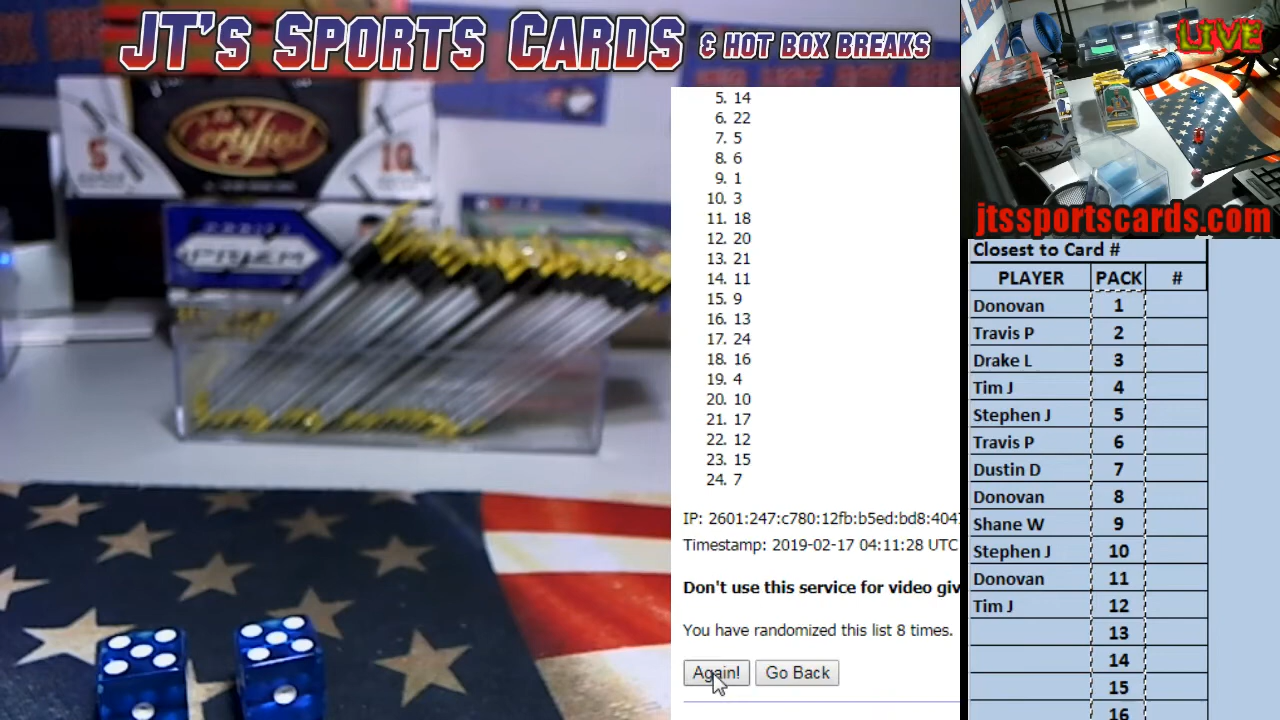 JT's Sports Cards & Hot Box Breaks
LIVE
Certified
5
10
PRIZM
jtssportscards.com
5. 14
6. 22
7. 5
8. 6
9. 1
10. 3
11. 18
12. 20
13. 21
14. 11
15. 9
16. 13
17. 24
18. 16
19. 4
20. 10
21. 17
22. 12
23. 15
24. 7
IP: 2601:247:c780:12fb:b5ed:bd8:404
Timestamp: 2019-02-17 04:11:28 UTC
Don't use this service for video giv
You have randomized this list 8 times.
Again! Go Back
Closest to Card #
PLAYER PACK #
Donovan 1
Travis P 2
Drake L 3
Tim J 4
Stephen J 5
Travis P 6
Dustin D 7
Donovan 8
Shane W 9
Stephen J 10
Donovan 11
Tim J 12
13
14
15
16